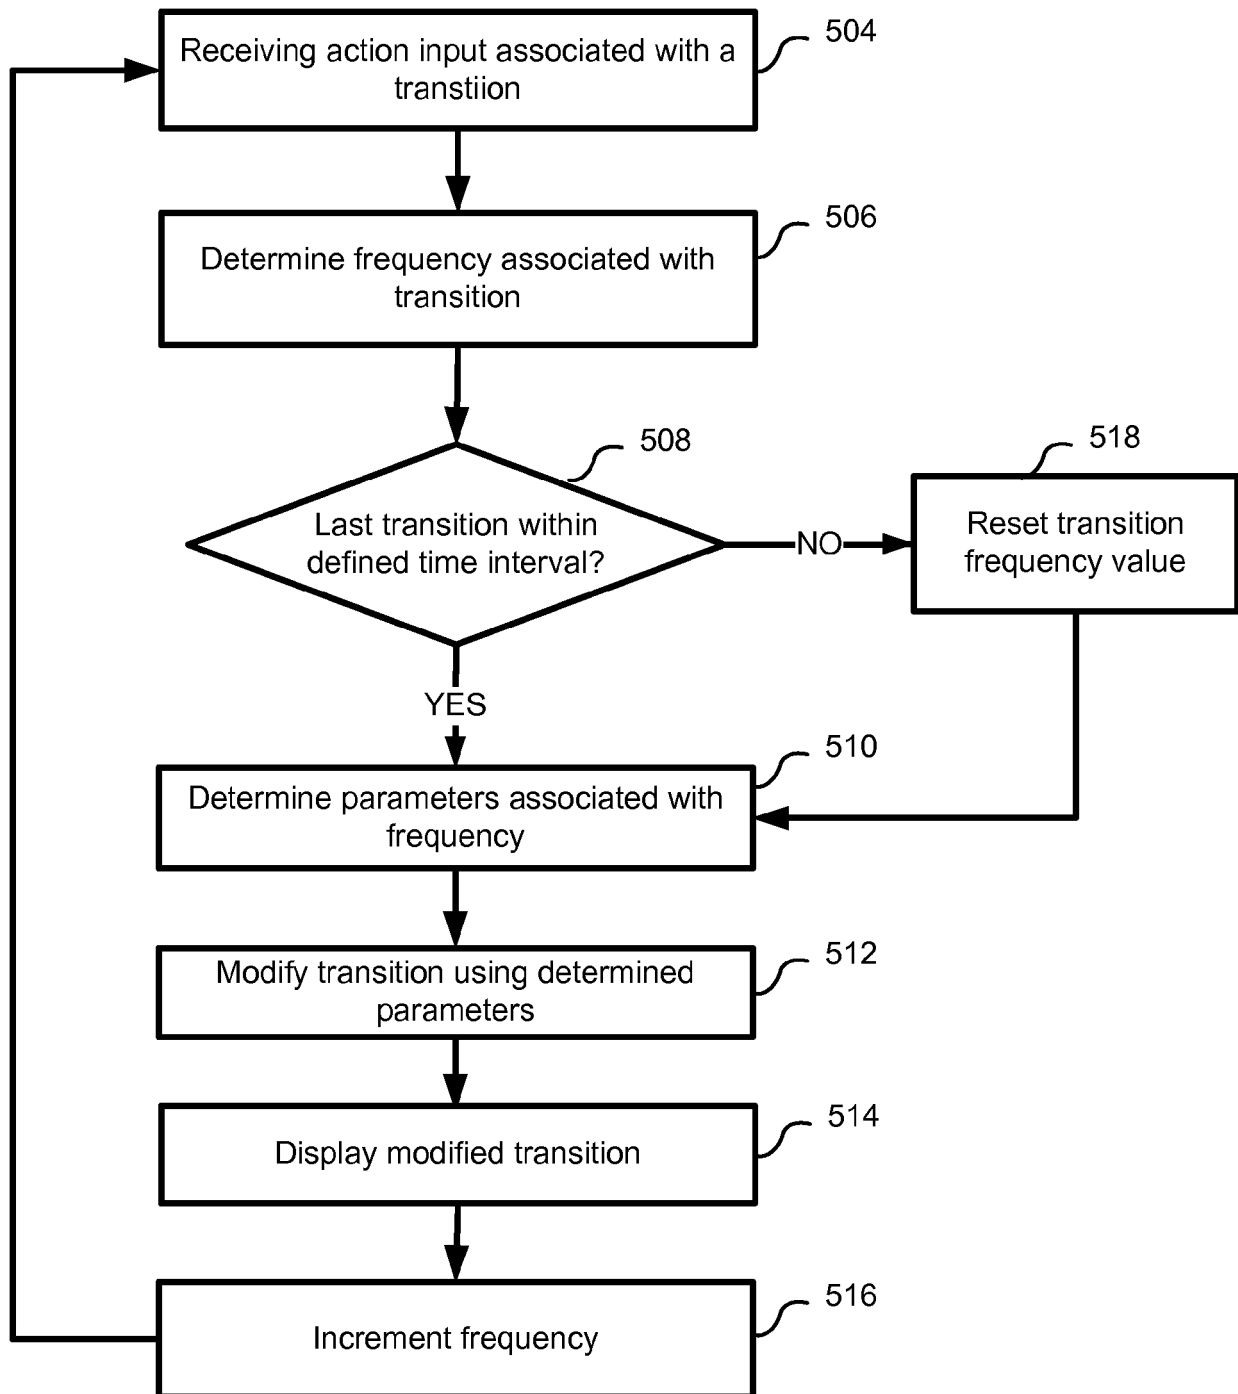 Receiving action input associated with a
transtiion
504
Determine frequency associated with
transition
506
Last transition within
defined time interval?
508
NO
Reset transition
frequency value
518
YES
Determine parameters associated with
frequency
510
Modify transition using determined
parameters
512
Display modified transition
514
Increment frequency
516